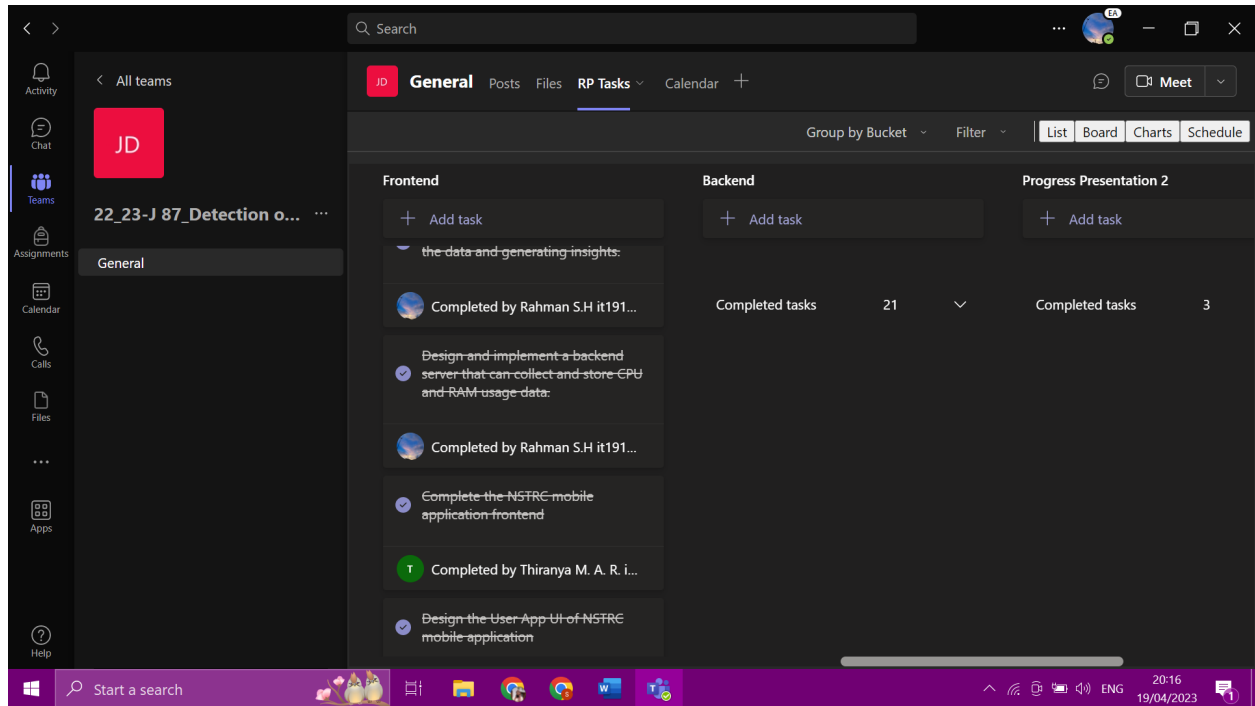 Search
EA
Activity
Chat
Teams
Assignments
Calendar
Calls
Files
Apps
Help
All teams
JD
22_23-J 87_Detection o...
General
JD
General
Posts
Files
RP Tasks
Calendar
Meet
Group by Bucket
Filter
List
Board
Charts
Schedule
Frontend
Add task
the data and generating insights.
Completed by Rahman S.H it191...
Design and implement a backend
server that can collect and store CPU
and RAM usage data.
Completed by Rahman S.H it191...
Complete the NSTRC mobile
application frontend
T
Completed by Thiranya M. A. R. i...
Design the User App UI of NSTRC
mobile application
Backend
Add task
Completed tasks 21
Progress Presentation 2
Add task
Completed tasks 3
Start a search
ENG
20:16
19/04/2023
1